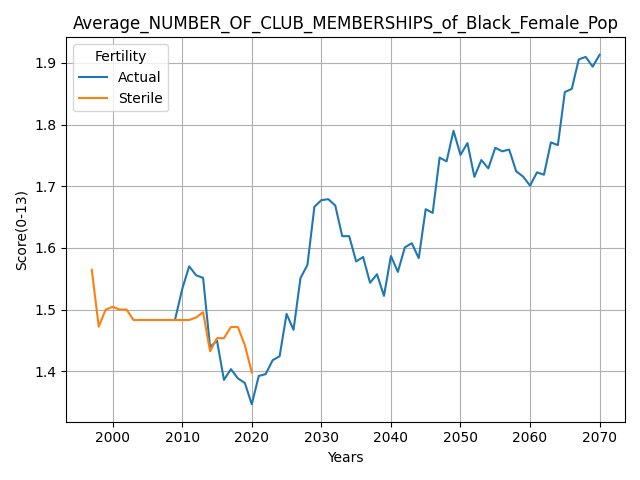 Average_NUMBER_OF_CLUB_MEMBERSHIPS_of_Black_Female_Pop
Fertility
Actual
Sterile
Score(0-13)
1.9
1.8
1.7
1.6
1.5
1.4
2000 2010 2020 2030 2040 2050 2060 2070
Years